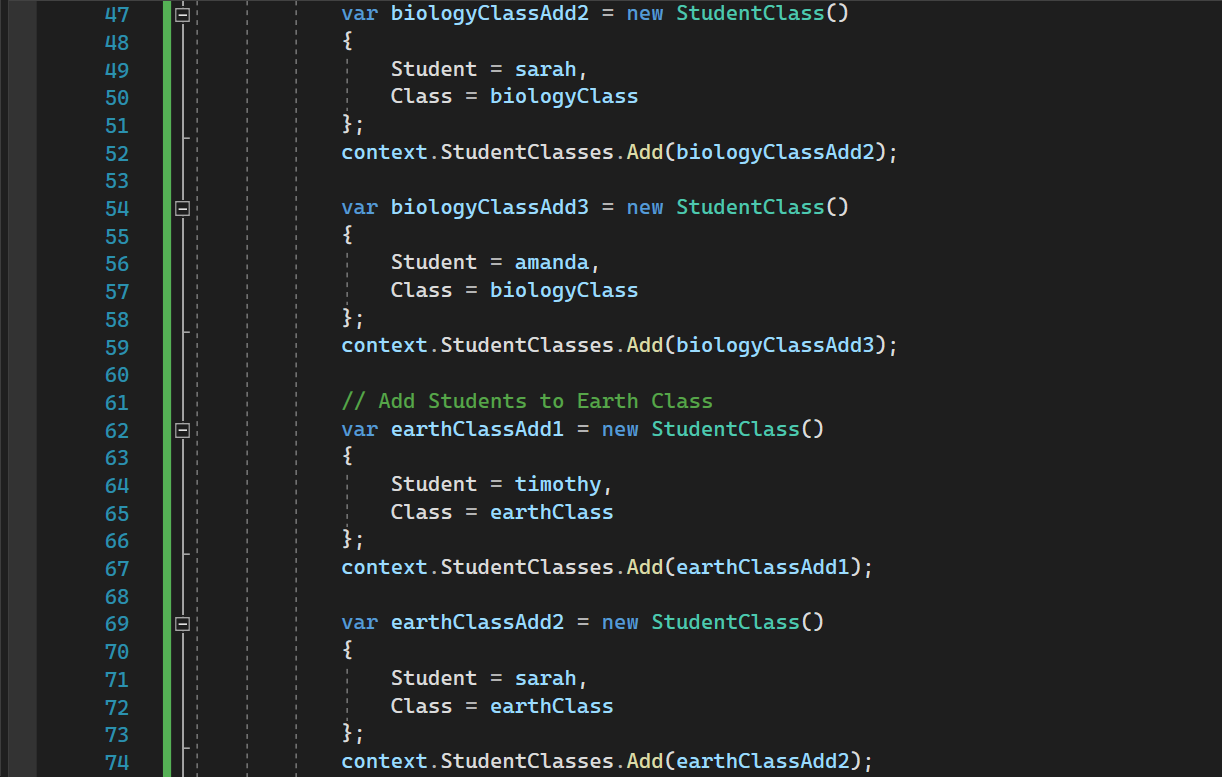 47 var biologyClassAdd2 = new StudentClass()
48 {
49 Student = sarah,
50 Class = biologyClass
51 };
52 context.StudentClasses.Add(biologyClassAdd2);
53
54 var biologyClassAdd3 = new StudentClass()
55 {
56 Student = amanda,
57 Class = biologyClass
58 };
59 context.StudentClasses.Add(biologyClassAdd3);
60
61 // Add Students to Earth Class
62 var earthClassAdd1 = new StudentClass()
63 {
64 Student = timothy,
65 Class = earthClass
66 };
67 context.StudentClasses.Add(earthClassAdd1);
68
69 var earthClassAdd2 = new StudentClass()
70 {
71 Student = sarah,
72 Class = earthClass
73 };
74 context.StudentClasses.Add(earthClassAdd2);